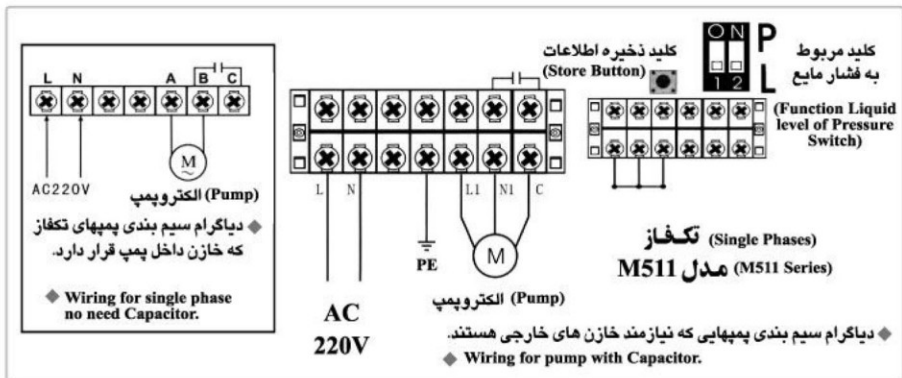 L N A B C
M
~
AC220V
الکتروپمپ (Pump)
◆ دیاگرام سیم بندی پمپهای تکفاز
که خازن داخل پمپ قرار دارد.
◆ Wiring for single phase
no need Capacitor.
L N L1 N1 C
PE
M
AC
220V
الکتروپمپ (Pump)
کلید ذخیره اطلاعات
(Store Button)
ON
1 2
P
L
کلید مربوط
به فشار مایع
(Function Liquid
level of Pressure
Switch)
تکفاز (Single Phases)
مدل M511 (M511 Series)
◆ دیاگرام سیم بندی پمپهایی که نیازمند خازن های خارجی هستند.
◆ Wiring for pump with Capacitor.